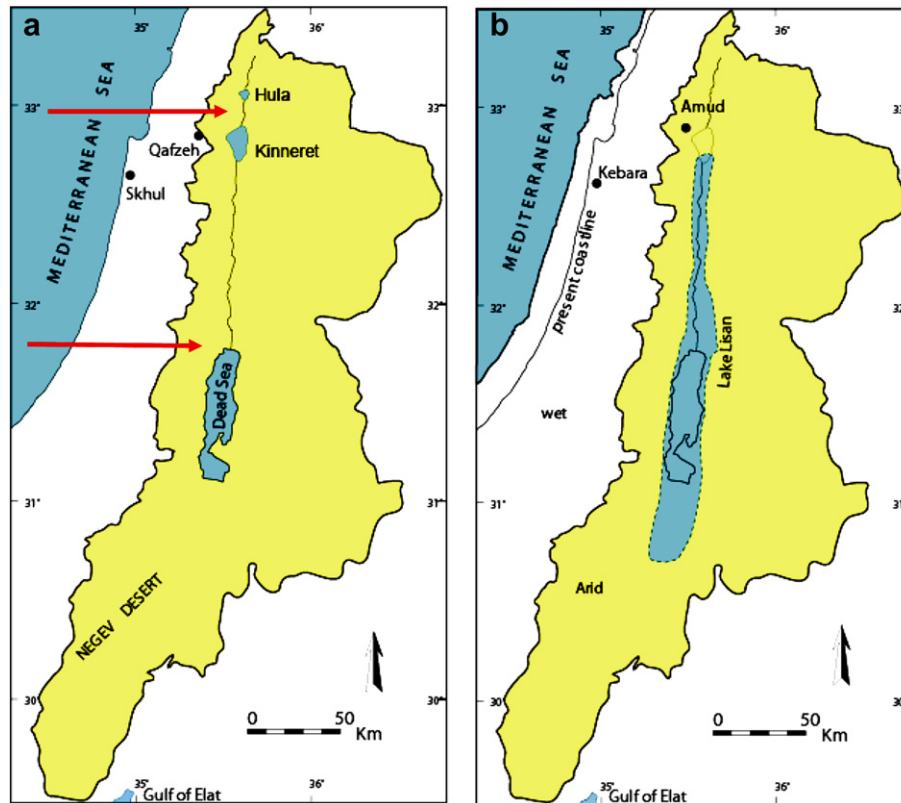 a
35°
36°
33°
32°
31°
30°
MEDITERRANEAN SEA
Hula
Qafzeh
Kinneret
Skhul
Dead Sea
NEGEV DESERT
0 50
Km
35°
36°
Gulf of Elat
b
35°
36°
33°
33
32°
32
31°
31
30°
30
MEDITERRANEAN SEA
Amud
Kebara
present coastline
Lake Lisan
wet
Arid
0 50
Km
35°
36°
Gulf of Elat